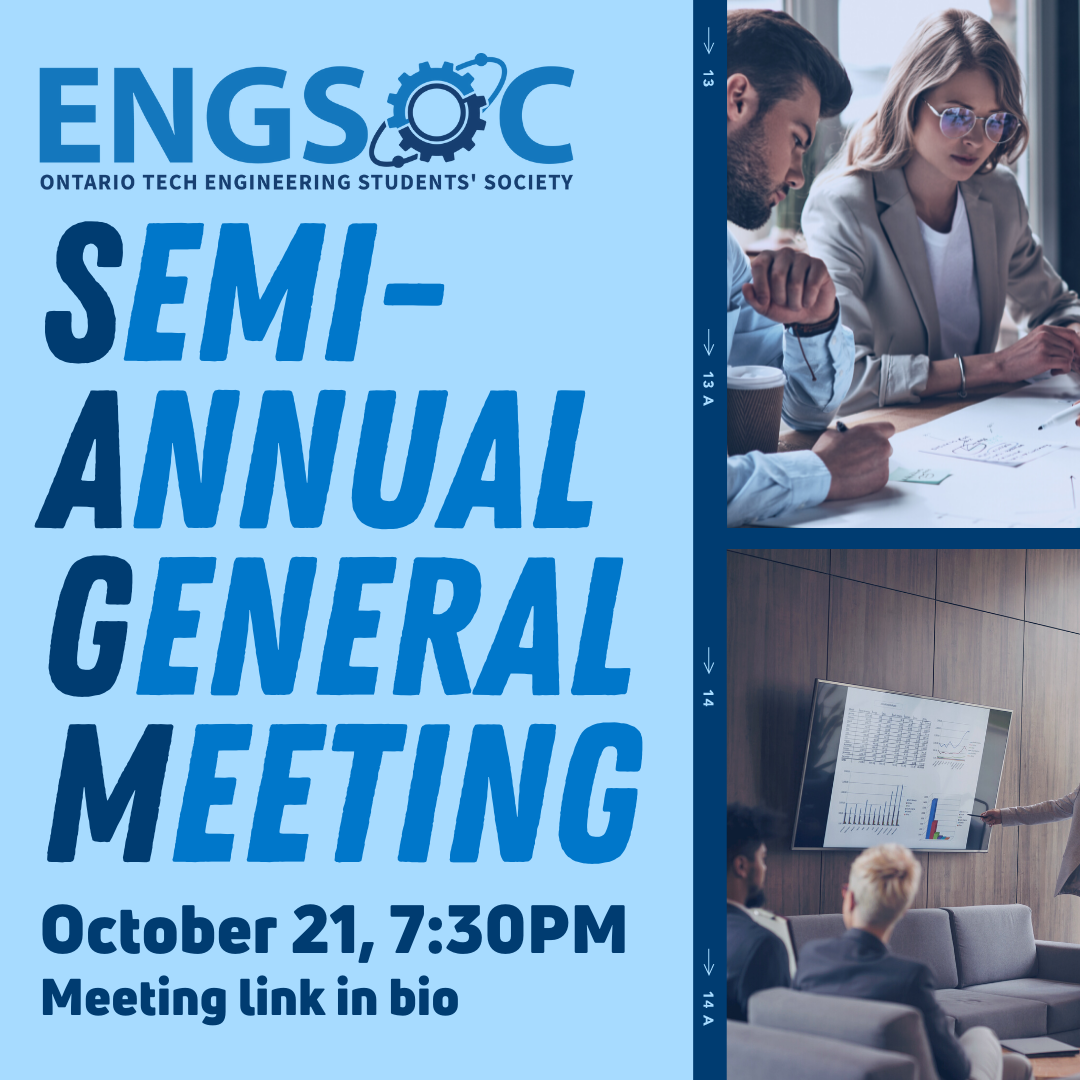 ENGSOC
ONTARIO TECH ENGINEERING STUDENTS' SOCIETY
SEMI-
ANNUAL
GENERAL
MEETING
October 21, 7:30PM
Meeting link in bio
→ 13
→ 13 A
→ 14
→ 14 A